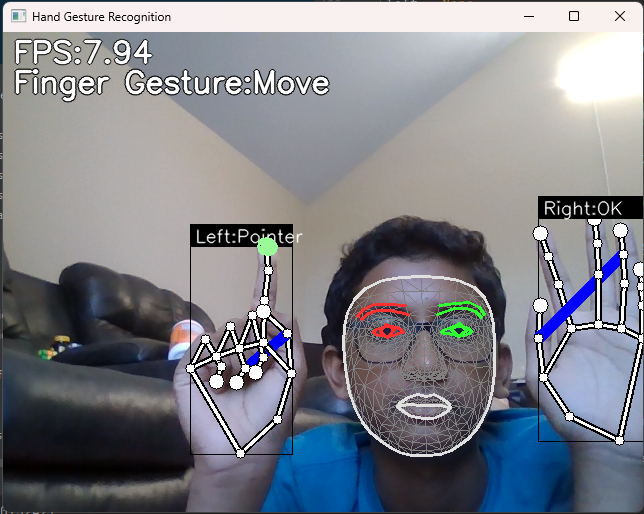 Hand Gesture Recognition
FPS:7.94
Finger Gesture:Move
Left:Pointer
Right:OK